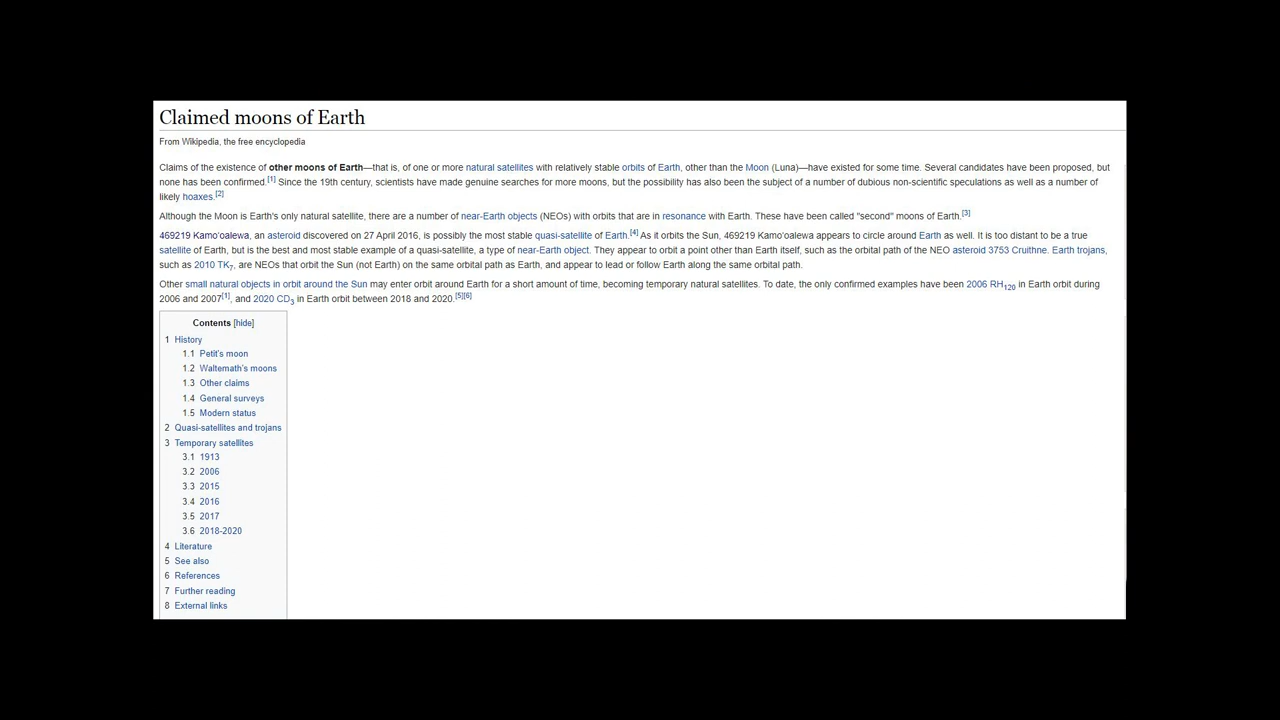 Claimed moons of Earth
From Wikipedia, the free encyclopedia
Claims of the existence of other moons of Earth—that is, of one or more natural satellites with relatively stable orbits of Earth, other than the Moon (Luna)—have existed for some time. Several candidates have been proposed, but
none has been confirmed.[1] Since the 19th century, scientists have made genuine searches for more moons, but the possibility has also been the subject of a number of dubious non-scientific speculations as well as a number of
likely hoaxes.[2]
Although the Moon is Earth's only natural satellite, there are a number of near-Earth objects (NEOs) with orbits that are in resonance with Earth. These have been called "second" moons of Earth.[3]
469219 Kamoʻoalewa, an asteroid discovered on 27 April 2016, is possibly the most stable quasi-satellite of Earth.[4] As it orbits the Sun, 469219 Kamoʻoalewa appears to circle around Earth as well. It is too distant to be a true
satellite of Earth, but is the best and most stable example of a quasi-satellite, a type of near-Earth object. They appear to orbit a point other than Earth itself, such as the orbital path of the NEO asteroid 3753 Cruithne. Earth trojans,
such as 2010 TK7, are NEOs that orbit the Sun (not Earth) on the same orbital path as Earth, and appear to lead or follow Earth along the same orbital path.
Other small natural objects in orbit around the Sun may enter orbit around Earth for a short amount of time, becoming temporary natural satellites. To date, the only confirmed examples have been 2006 RH120 in Earth orbit during
2006 and 2007[1], and 2020 CD3 in Earth orbit between 2018 and 2020.[5][6]
Contents [hide]
1 History
1.1 Petit's moon
1.2 Waltemath's moons
1.3 Other claims
1.4 General surveys
1.5 Modern status
2 Quasi-satellites and trojans
3 Temporary satellites
3.1 1913
3.2 2006
3.3 2015
3.4 2016
3.5 2017
3.6 2018-2020
4 Literature
5 See also
6 References
7 Further reading
8 External links